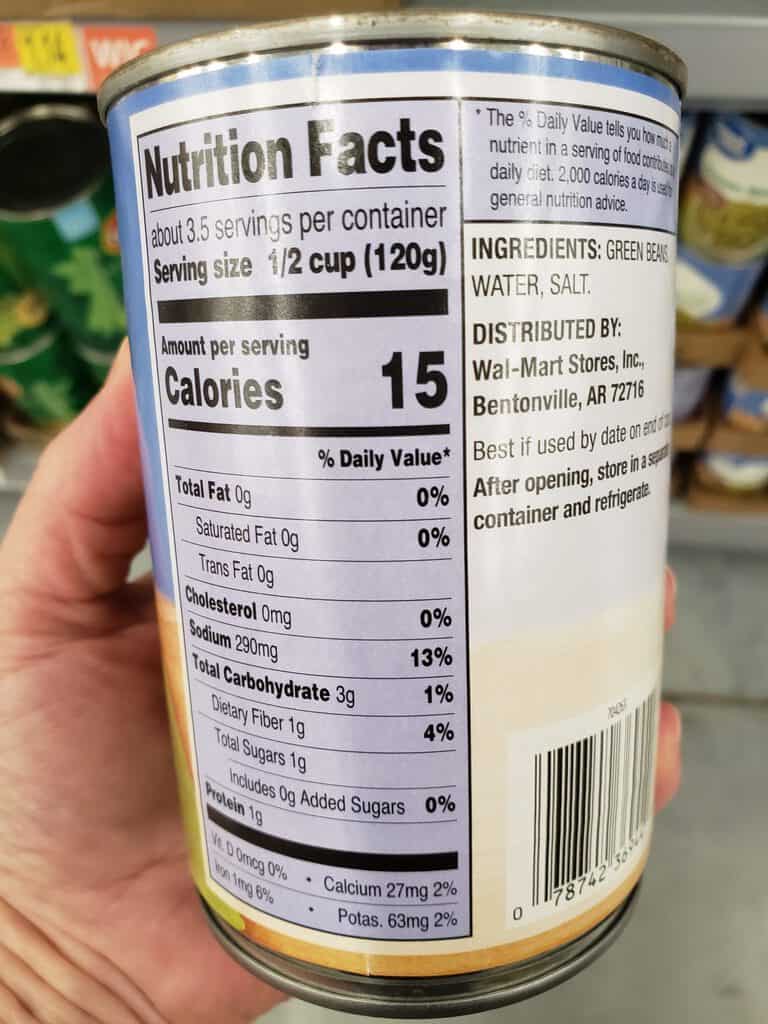 1.14
WIC
Nutrition Facts
about 3.5 servings per container
Serving size 1/2 cup (120g)
Amount per serving
Calories 15
% Daily Value*
Total Fat 0g 0%
Saturated Fat 0g 0%
Trans Fat 0g
Cholesterol 0mg 0%
Sodium 290mg 13%
Total Carbohydrate 3g 1%
Dietary Fiber 1g 4%
Total Sugars 1g
Includes 0g Added Sugars 0%
Protein 1g
Vit. D 0mcg 0% • Calcium 27mg 2%
Iron 1mg 6% • Potas. 63mg 2%
* The % Daily Value tells you how much a
nutrient in a serving of food contributes
daily diet. 2,000 calories a day is used
general nutrition advice.
INGREDIENTS: GREEN BEANS,
WATER, SALT.
DISTRIBUTED BY:
Wal-Mart Stores, Inc.,
Bentonville, AR 72716
Best if used by date on end of
After opening, store in a
container and refrigerate.
0 78742